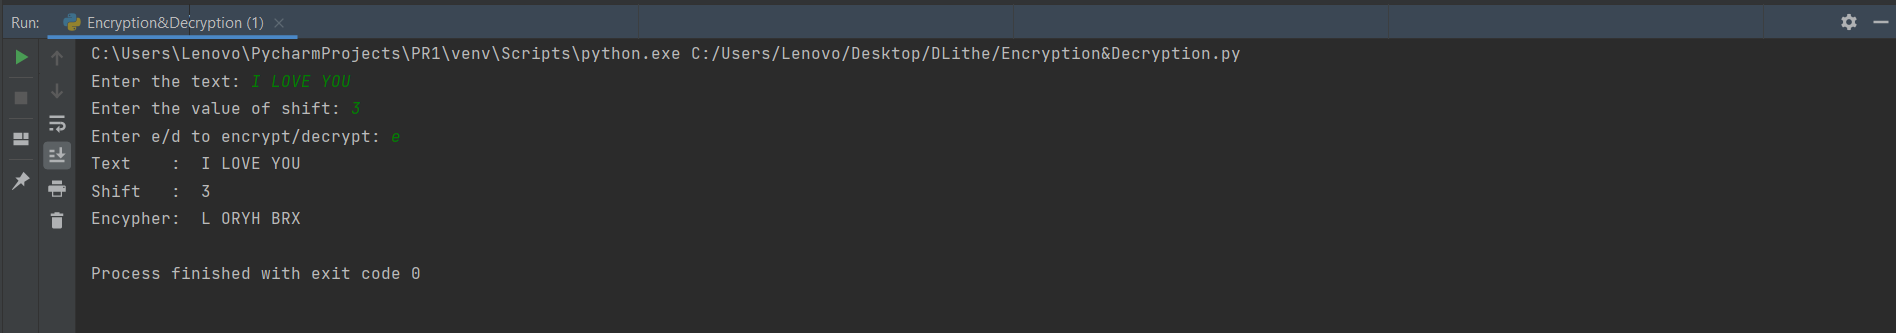 Run: Encryption&Decryption (1)
C:\Users\Lenovo\PycharmProjects\PR1\venv\Scripts\python.exe C:/Users/Lenovo/Desktop/DLithe/Encryption&Decryption.py
Enter the text: I LOVE YOU
Enter the value of shift: 3
Enter e/d to encrypt/decrypt: e
Text    :  I LOVE YOU
Shift   :  3
Encypher:  L ORYH BRX
Process finished with exit code 0